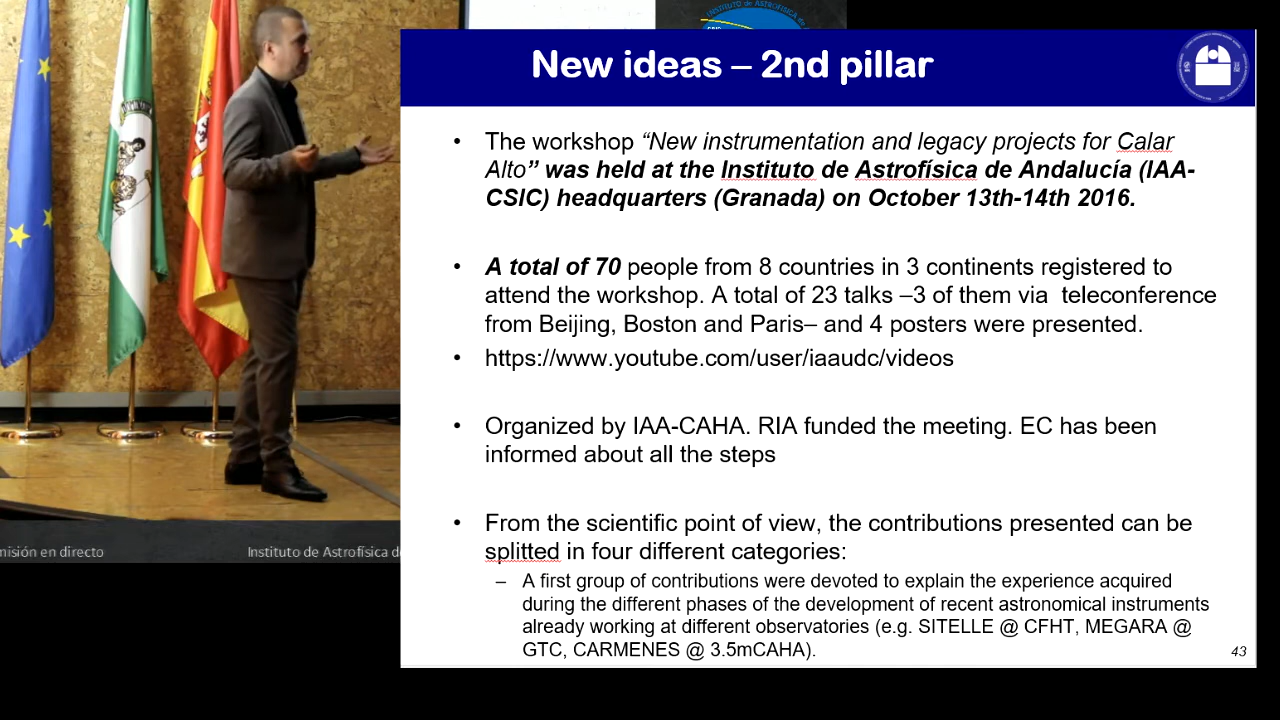 INSTITUTO DE ASTROFISICA de
New ideas – 2nd pillar
• The workshop “New instrumentation and legacy projects for Calar
Alto” was held at the Instituto de Astrofísica de Andalucía (IAA-
CSIC) headquarters (Granada) on October 13th-14th 2016.
• A total of 70 people from 8 countries in 3 continents registered to
attend the workshop. A total of 23 talks –3 of them via teleconference
from Beijing, Boston and Paris– and 4 posters were presented.
• https://www.youtube.com/user/iaaudc/videos
• Organized by IAA-CAHA. RIA funded the meeting. EC has been
informed about all the steps
• From the scientific point of view, the contributions presented can be
splitted in four different categories:
– A first group of contributions were devoted to explain the experience acquired
during the different phases of the development of recent astronomical instruments
already working at different observatories (e.g. SITELLE @ CFHT, MEGARA @
GTC, CARMENES @ 3.5mCAHA).
43
misión en directo
Instituto de Astrofísica d